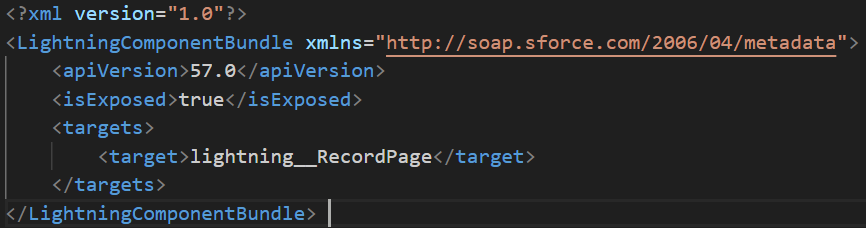 <?xml version="1.0"?>
<LightningComponentBundle xmlns="http://soap.sforce.com/2006/04/metadata">
    <apiVersion>57.0</apiVersion>
    <isExposed>true</isExposed>
    <targets>
        <target>lightning__RecordPage</target>
    </targets>
</LightningComponentBundle>